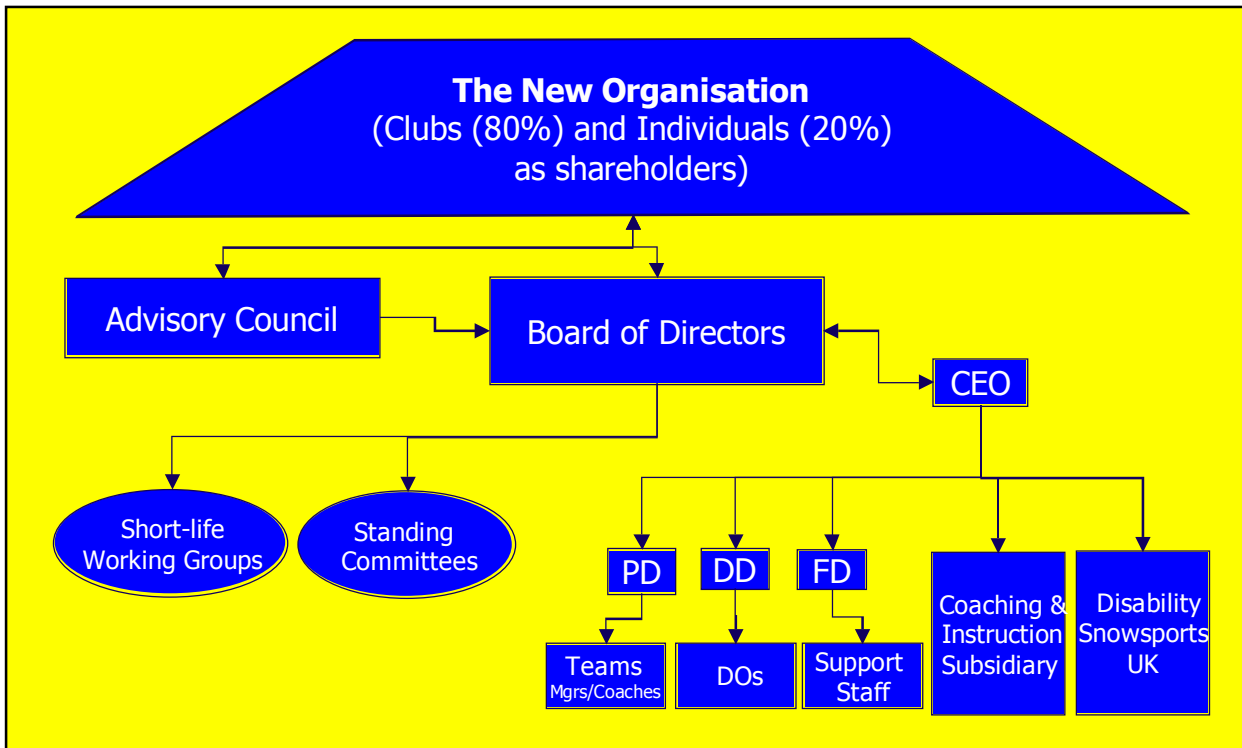 The New Organisation
(Clubs (80%) and Individuals (20%)
as shareholders)
Advisory Council
Board of Directors
CEO
Short-life
Working Groups
Standing
Committees
PD
DD
FD
Coaching &
Instruction
Subsidiary
Disability
Snowsports
UK
Teams
Mgrs/Coaches
DOs
Support
Staff